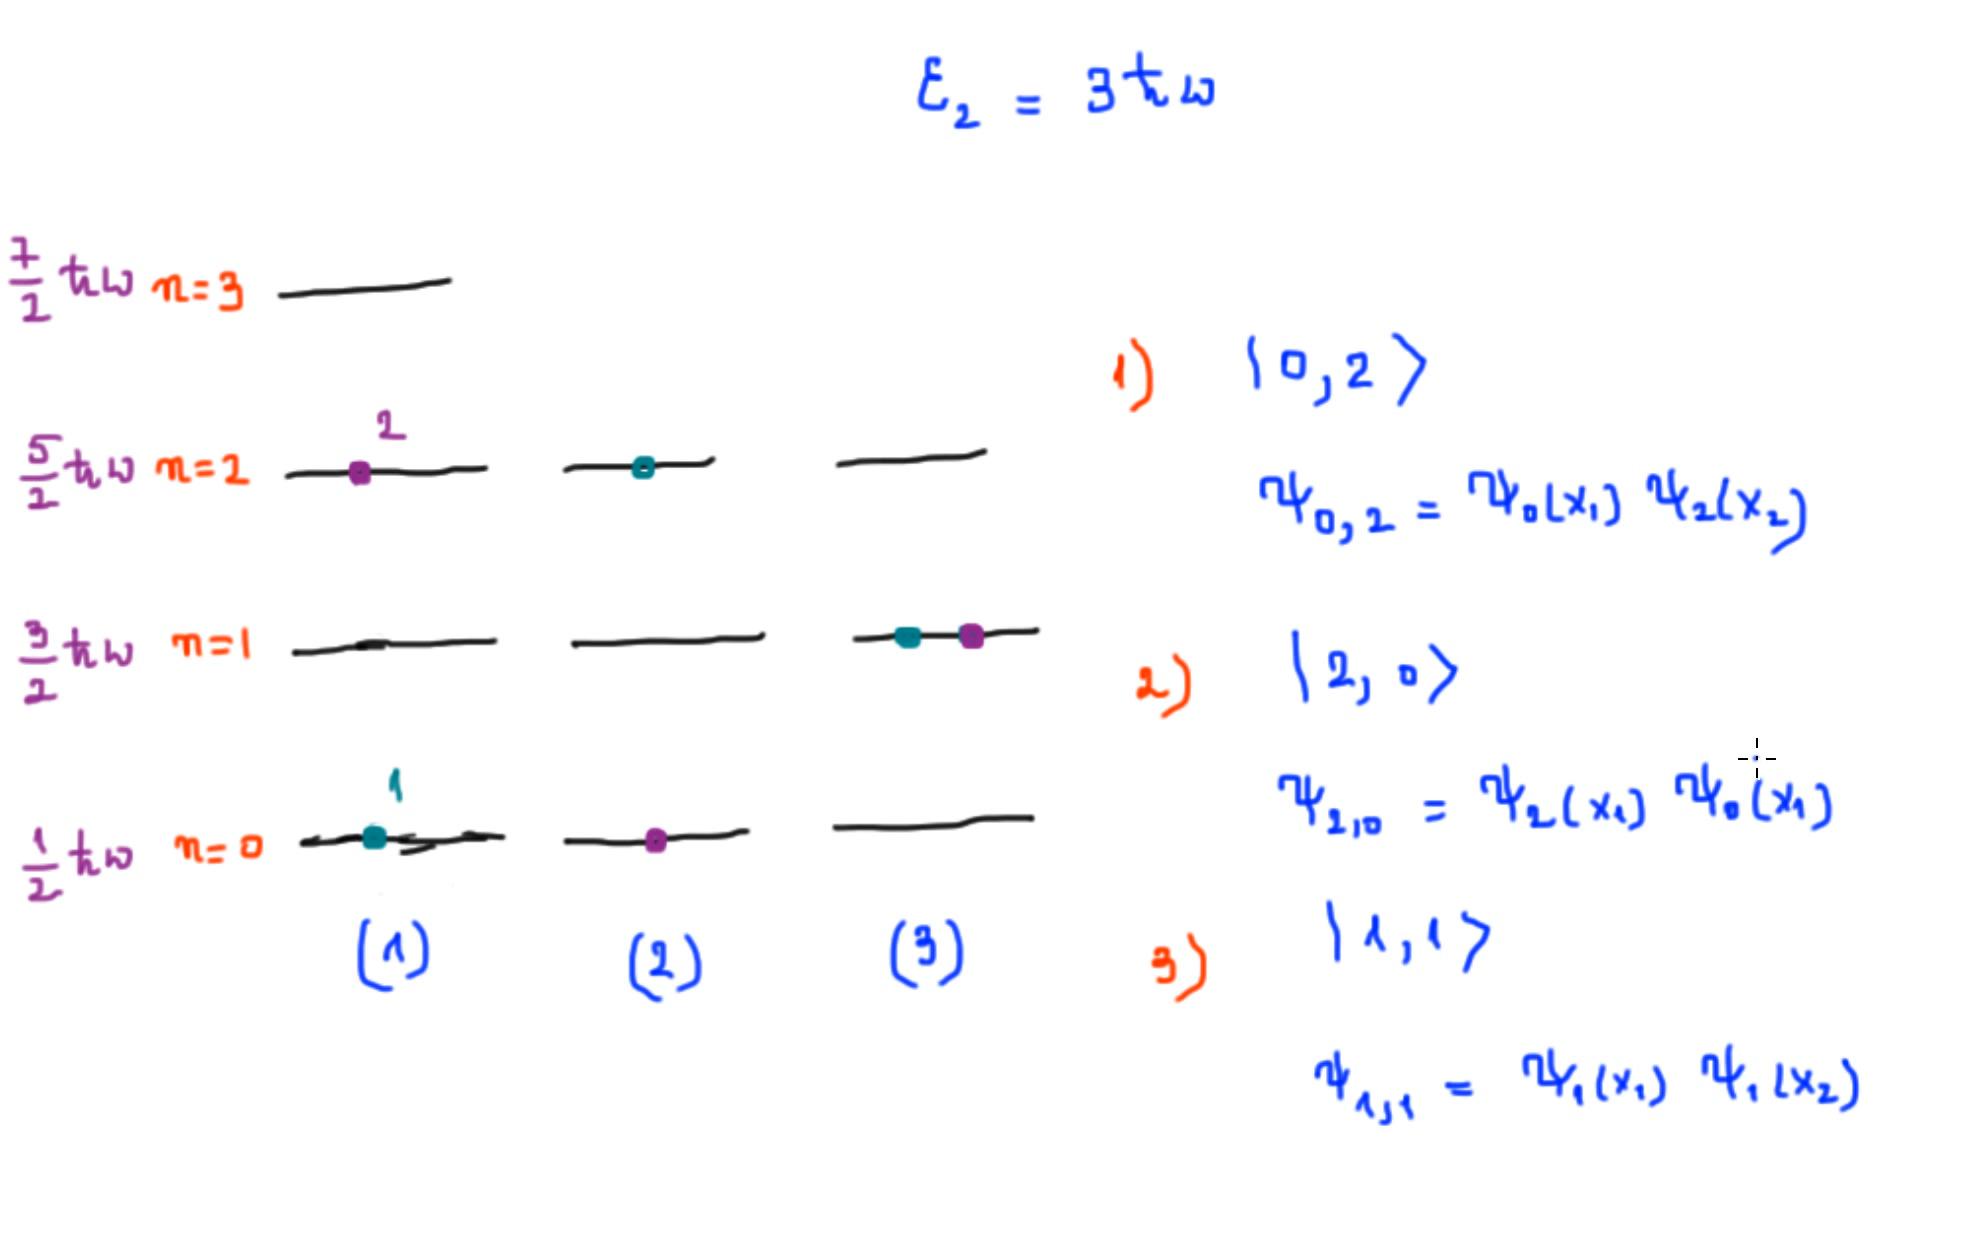 ε₂ = 3ħω
7/2 ħω n=3
1) |0,2⟩
2
5/2 ħω n=2
ψ₀,₂ = ψ₀(x₁) ψ₂(x₂)
3/2 ħω n=1
2) |2,0⟩
1
ψ₂,₀ = ψ₂(x₁) ψ₀(x₁)
1/2 ħω n=0
(1) (2) (3)
3) |1,1⟩
ψ₁,₁ = ψ₁(x₁) ψ₁(x₂)